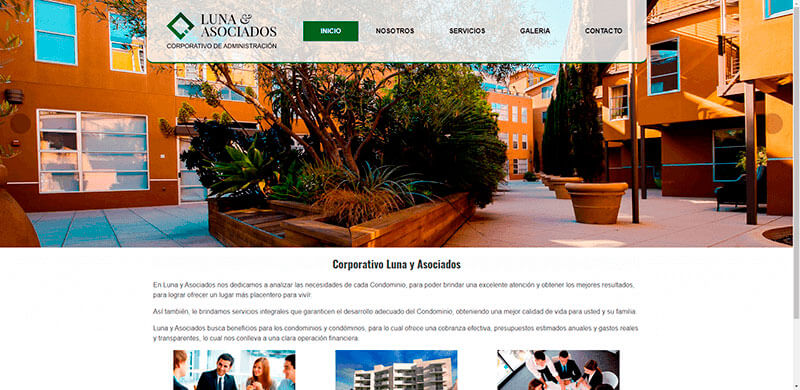 LUNA &
ASOCIADOS
CORPORATIVO DE ADMINISTRACIÓN
INICIO NOSOTROS SERVICIOS GALERIA CONTACTO
Corporativo Luna y Asociados
En Luna y Asociados nos dedicamos a analizar las necesidades de cada Condominio, para poder brindar una excelente atención y obtener los mejores resultados,
para lograr ofrecer un lugar más placentero para vivir.
Así también, le brindamos servicios integrales que garanticen el desarrollo adecuado del Condominio, obteniendo una mejor calidad de vida para usted y su familia.
Luna y Asociados busca beneficios para los condominios y condóminos, para lo cual ofrece una cobranza efectiva, presupuestos estimados anuales y gastos reales
y transparentes, lo cual nos conlleva a una clara operación financiera.